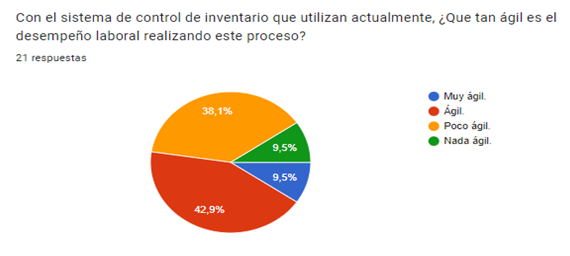 Con el sistema de control de inventario que utilizan actualmente, ¿Que tan ágil es el
desempeño laboral realizando este proceso?
21 respuestas
38,1%
9,5%
9,5%
42,9%
Muy ágil.
Ágil.
Poco ágil.
Nada ágil.